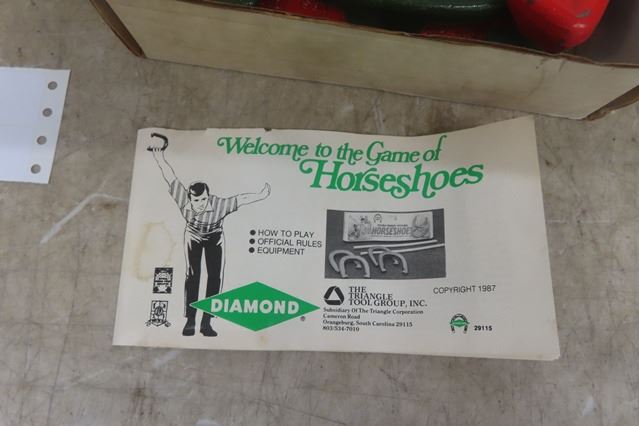 Welcome to the Game of
Horseshoes
● HOW TO PLAY
● OFFICIAL RULES
● EQUIPMENT
HORSESHOE
DIAMOND
®
THE
TRIANGLE
TOOL GROUP, INC.
Subsidiary Of The Triangle Corporation
Cameron Road
Orangeburg, South Carolina 29115
803/534-7010
COPYRIGHT 1987
29115